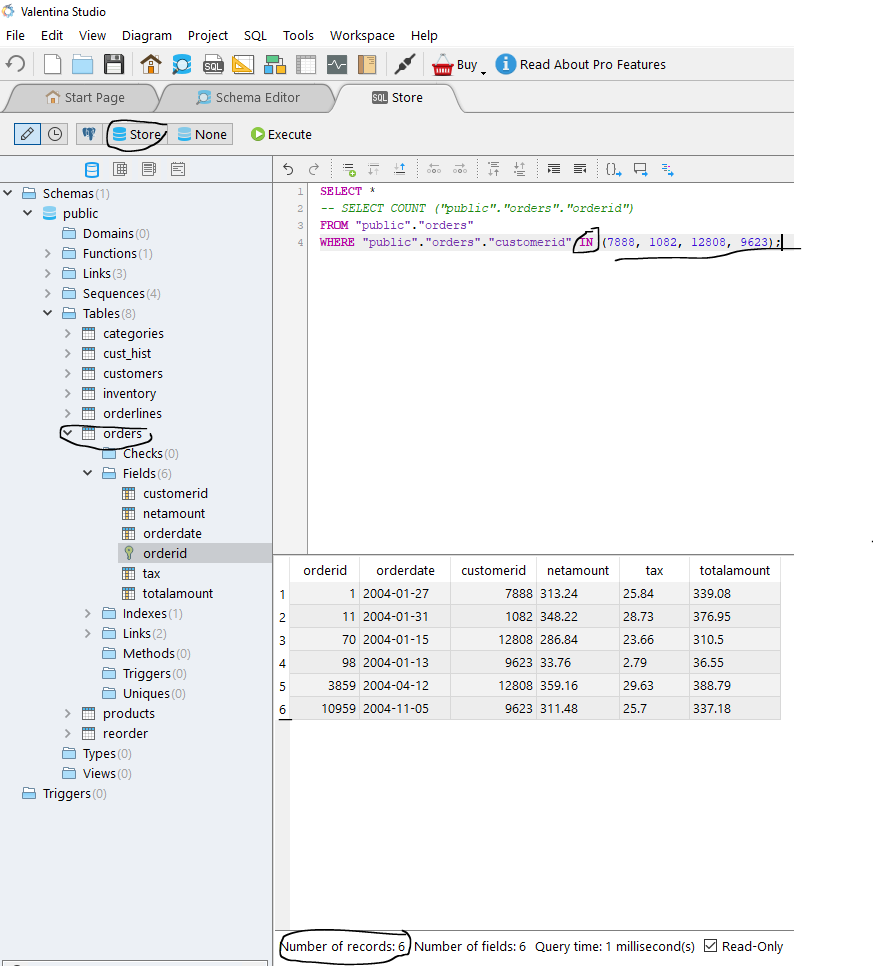 Valentina Studio
File Edit View Diagram Project SQL Tools Workspace Help
SQL Buy Read About Pro Features
Start Page Schema Editor SQL Store
Store None Execute
Schemas (1)
public
Domains (0)
Functions (1)
Links (3)
Sequences (4)
Tables (8)
categories
cust_hist
customers
inventory
orderlines
orders
Checks (0)
Fields (6)
customerid
netamount
orderdate
orderid
tax
totalamount
Indexes (1)
Links (2)
Methods (0)
Triggers (0)
Uniques (0)
products
reorder
Types (0)
Views (0)
Triggers (0)
1 SELECT *
2 -- SELECT COUNT ("public"."orders"."orderid")
3 FROM "public"."orders"
4 WHERE "public"."orders"."customerid" IN (7888, 1082, 12808, 9623);
orderid orderdate customerid netamount tax totalamount
1 1 2004-01-27 7888 313.24 25.84 339.08
2 11 2004-01-31 1082 348.22 28.73 376.95
3 70 2004-01-15 12808 286.84 23.66 310.5
4 98 2004-01-13 9623 33.76 2.79 36.55
5 3859 2004-04-12 12808 359.16 29.63 388.79
6 10959 2004-11-05 9623 311.48 25.7 337.18
Number of records: 6 Number of fields: 6 Query time: 1 millisecond(s) Read-Only